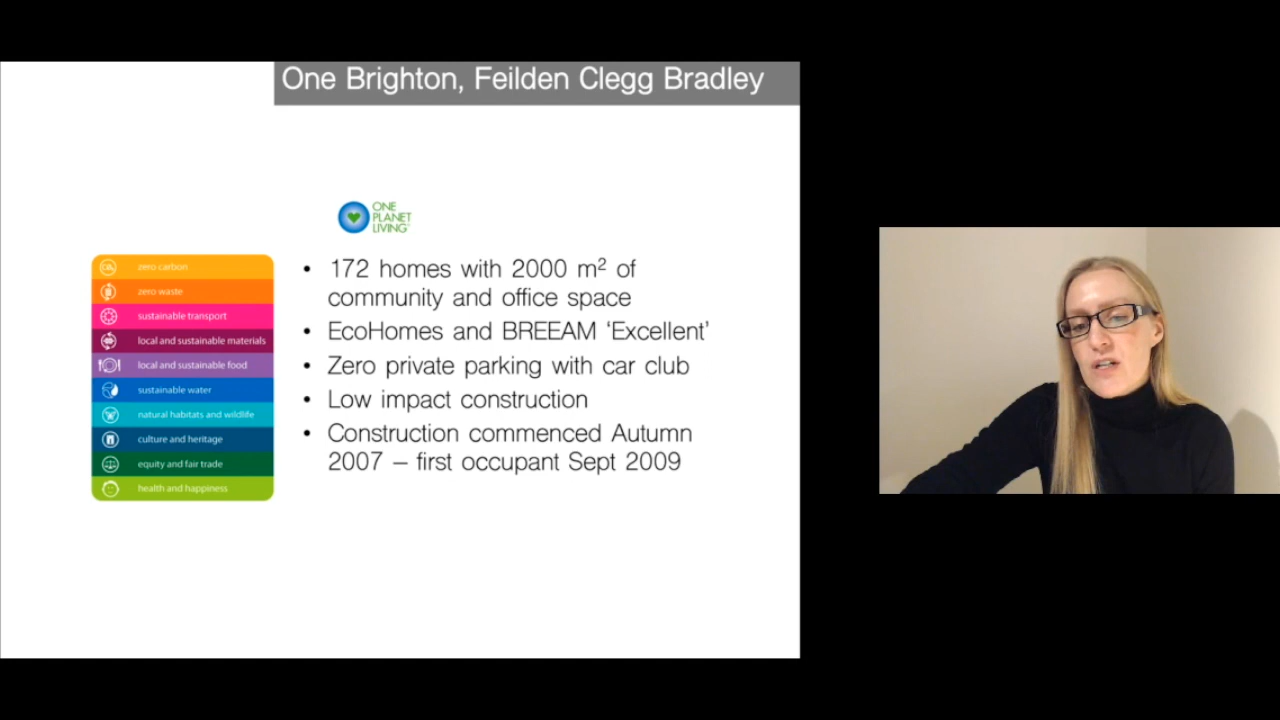 One Brighton, Feilden Clegg Bradley
ONE
PLANET
LIVING
zero carbon
zero waste
sustainable transport
local and sustainable materials
local and sustainable food
sustainable water
natural habitats and wildlife
culture and heritage
equity and fair trade
health and happiness
• 172 homes with 2000 m² of
community and office space
• EcoHomes and BREEAM ‘Excellent’
• Zero private parking with car club
• Low impact construction
• Construction commenced Autumn
2007 – first occupant Sept 2009